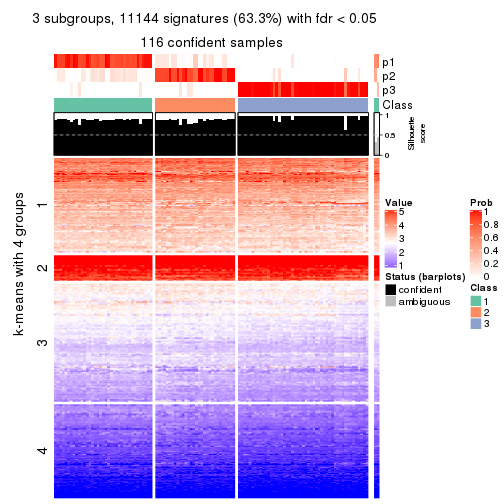 3 subgroups, 11144 signatures (63.3%) with fdr < 0.05
116 confident samples
p1
p2
p3
Class
1
0.5
0
Silhouette
score
k-means with 4 groups
1
2
3
4
Value
5
4
3
2
1
Status (barplots)
confident
ambiguous
Prob
1
0.8
0.6
0.4
0.2
0
Class
1
2
3